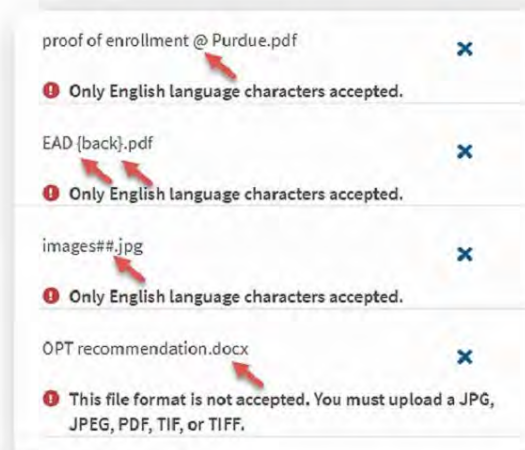 proof of enrollment @ Purdue.pdf
Only English language characters accepted.
EAD {back}.pdf
Only English language characters accepted.
images##.jpg
Only English language characters accepted.
OPT recommendation.docx
This file format is not accepted. You must upload a JPG,
JPEG, PDF, TIF, or TIFF.